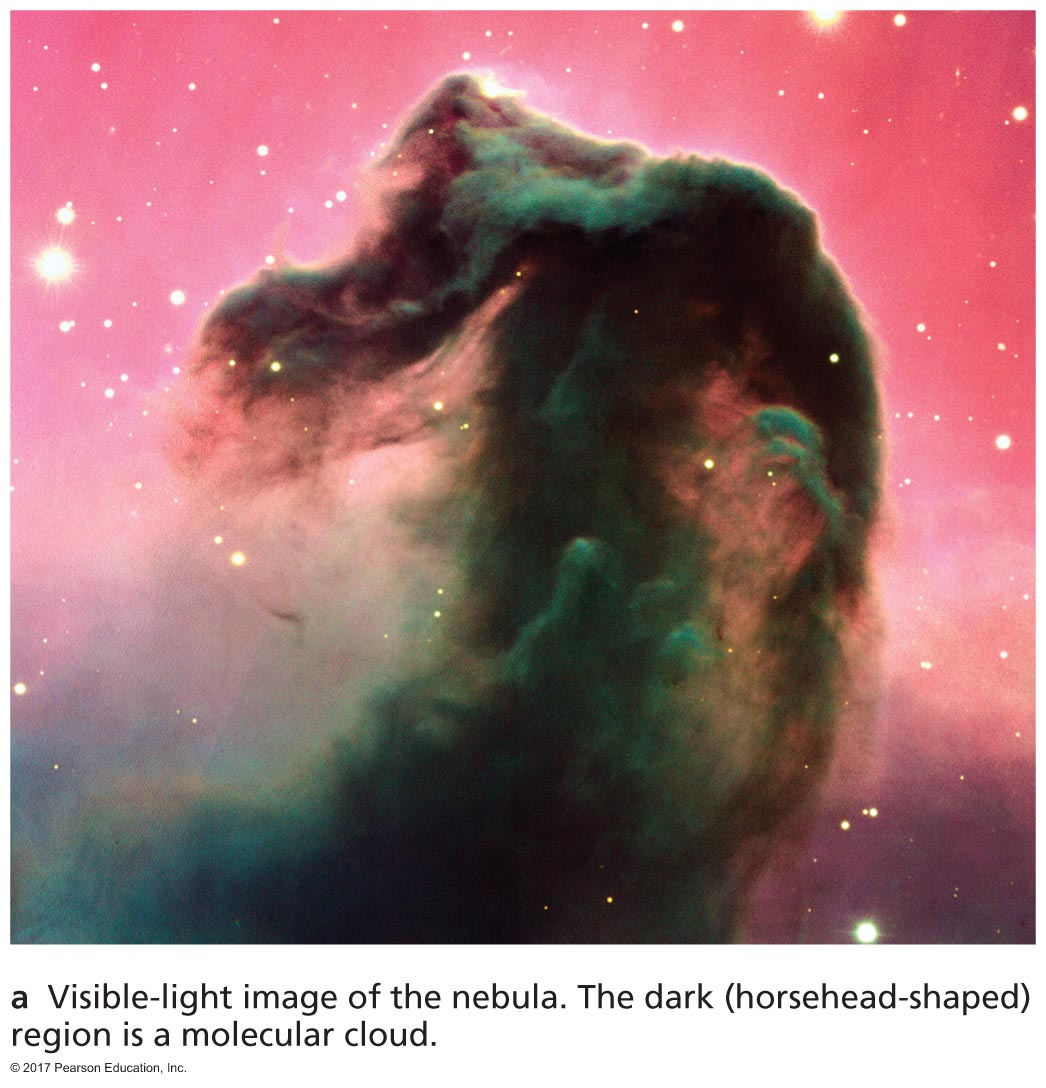 a Visible-light image of the nebula. The dark (horsehead-shaped)
region is a molecular cloud.
© 2017 Pearson Education, Inc.